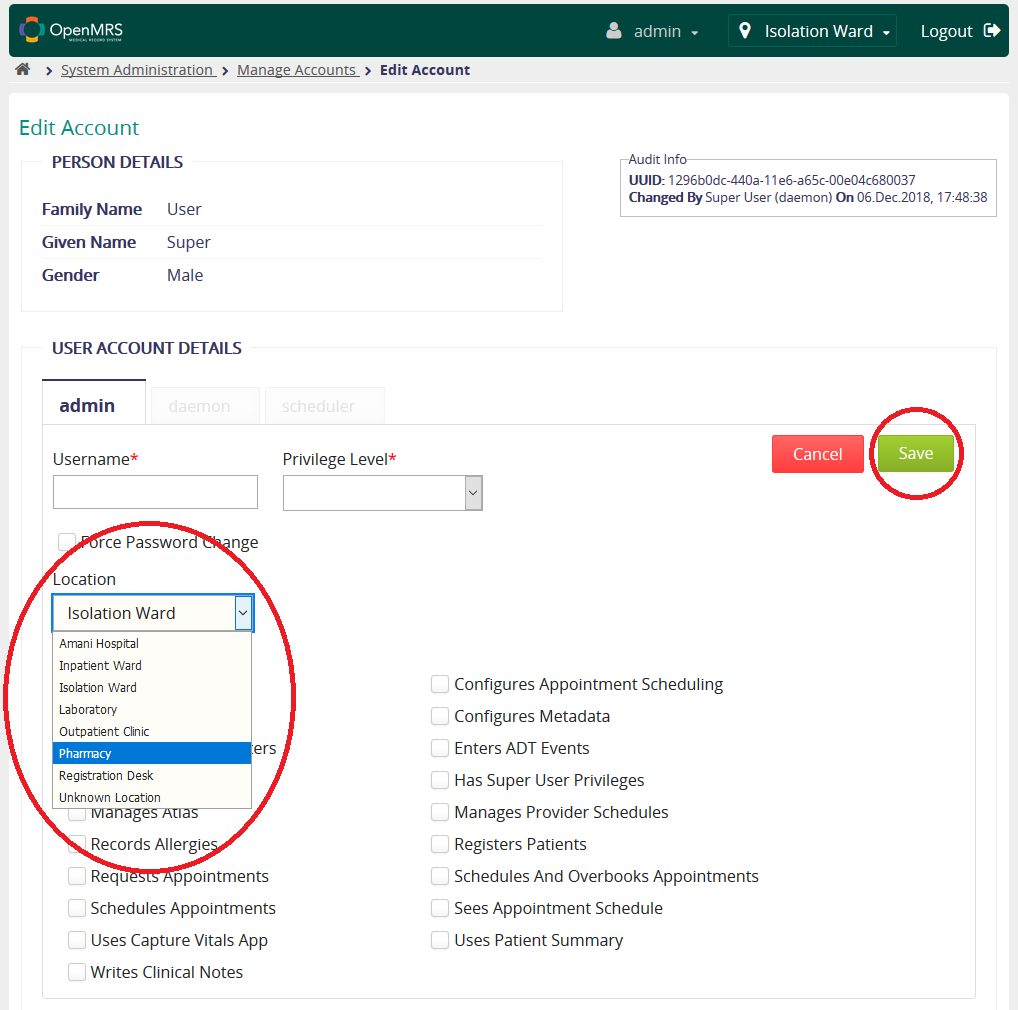 OpenMRS
MEDICAL RECORD SYSTEM
admin
Isolation Ward
Logout
System Administration
Manage Accounts
Edit Account
Edit Account
PERSON DETAILS
Family Name User
Given Name Super
Gender Male
Audit Info
UUID: 1296b0dc-440a-11e6-a65c-00e04c680037
Changed By Super User (daemon) On 06.Dec.2018, 17:48:38
USER ACCOUNT DETAILS
admin
daemon
scheduler
Username*
Privilege Level*
Cancel
Save
Force Password Change
Location
Isolation Ward
Amani Hospital
Inpatient Ward
Isolation Ward
Laboratory
Outpatient Clinic
Pharmacy
Registration Desk
Unknown Location
Configures Appointment Scheduling
Configures Metadata
Enters ADT Events
Has Super User Privileges
Manages Atlas
Manages Provider Schedules
Records Allergies
Registers Patients
Requests Appointments
Schedules And Overbooks Appointments
Schedules Appointments
Sees Appointment Schedule
Uses Capture Vitals App
Uses Patient Summary
Writes Clinical Notes